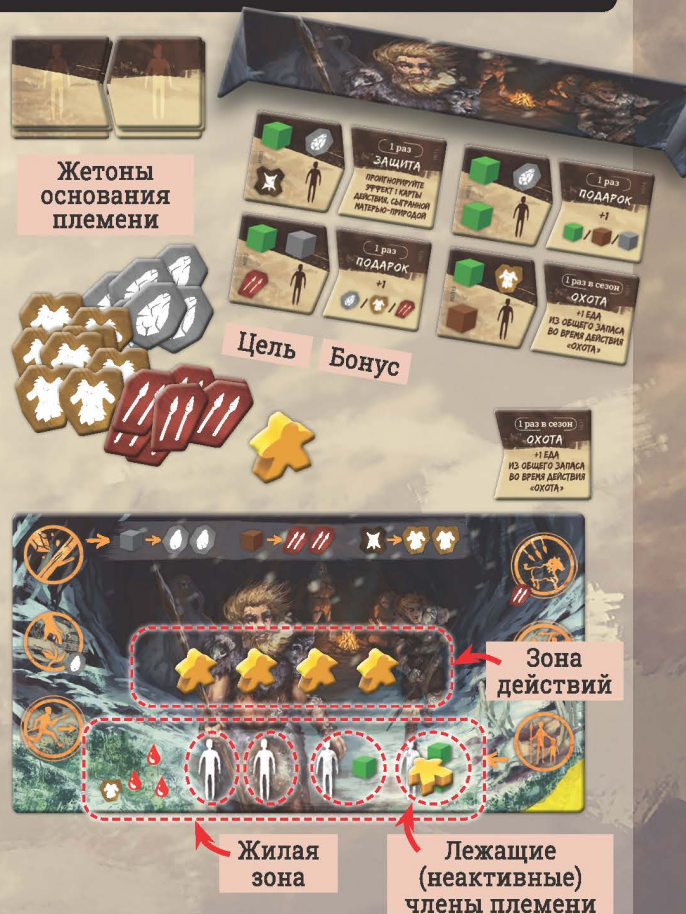 Жетоны
основания
племени
1 раз
ЗАЩИТА
ПРОИГНОРИРУЙТЕ
ЭФФЕКТ 1 КАРТЫ
ДЕЙСТВИЯ, СЫГРАННОЙ
МАТЕРЬЮ-ПРИРОДОЙ
1 раз
ПОДАРОК
+1
/ /
1 раз
ПОДАРОК
+1
/ /
1 раз в сезон
ОХОТА
+1 ЕДА
ИЗ ОБЩЕГО ЗАПАСА
ВО ВРЕМЯ ДЕЙСТВИЯ
«ОХОТА»
Цель
Бонус
1 раз в сезон
ОХОТА
+1 ЕДА
ИЗ ОБЩЕГО ЗАПАСА
ВО ВРЕМЯ ДЕЙСТВИЯ
«ОХОТА»
Зона
действий
Жилая
зона
Лежащие
(неактивные)
члены племени